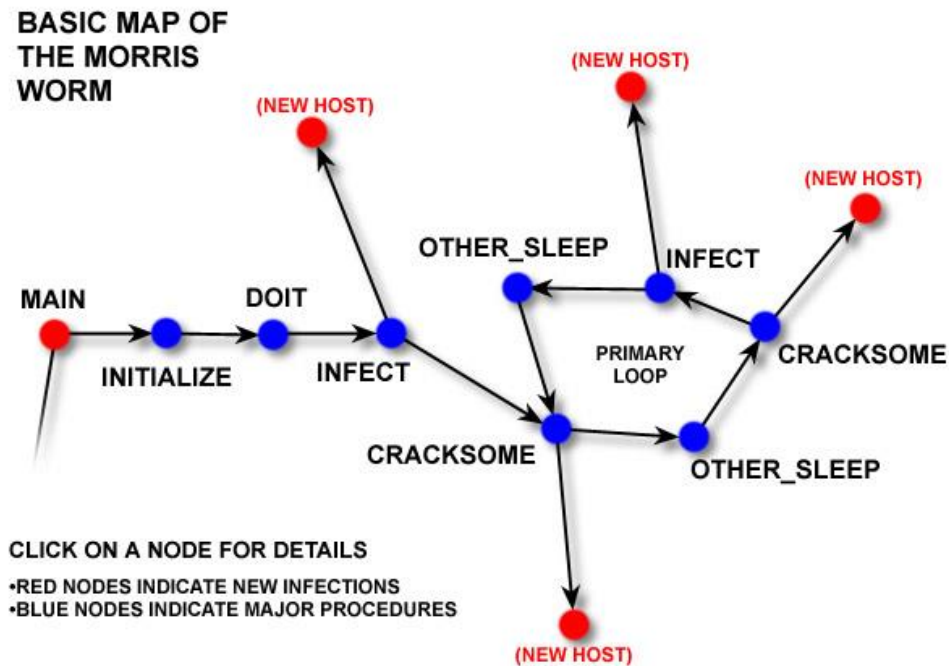 BASIC MAP OF
THE MORRIS
WORM
(NEW HOST)
(NEW HOST)
(NEW HOST)
OTHER_SLEEP
INFECT
MAIN
DOIT
INITIALIZE
INFECT
PRIMARY
LOOP
CRACKSOME
CRACKSOME
OTHER_SLEEP
CLICK ON A NODE FOR DETAILS
•RED NODES INDICATE NEW INFECTIONS
•BLUE NODES INDICATE MAJOR PROCEDURES
(NEW HOST)